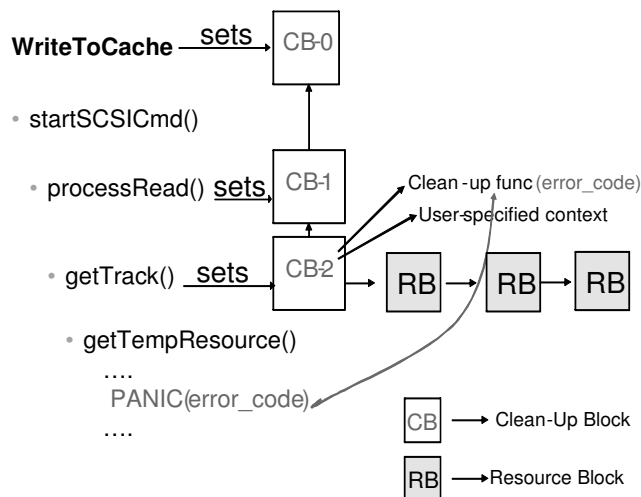 WriteToCache sets CB-0
• startSCSICmd()
• processRead() sets CB-1
Clean-up func(error_code)
User-specified context
• getTrack() sets CB-2 RB RB RB
• getTempResource()
....
PANIC(error_code)
....
CB Clean-Up Block
RB Resource Block